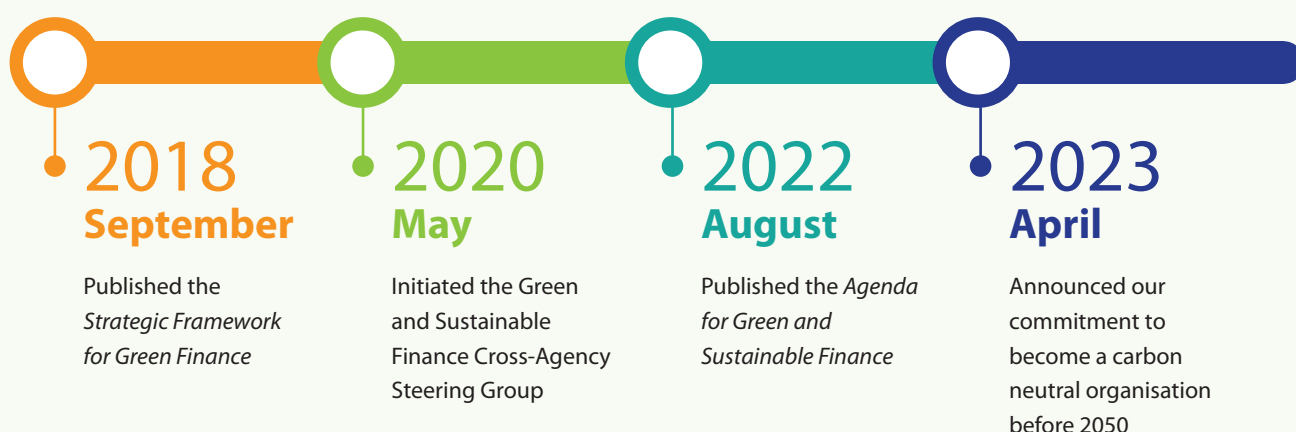 2018
September
Published the
Strategic Framework
for Green Finance
2020
May
Initiated the Green
and Sustainable
Finance Cross-Agency
Steering Group
2022
August
Published the Agenda
for Green and
Sustainable Finance
2023
April
Announced our
commitment to
become a carbon
neutral organisation
before 2050